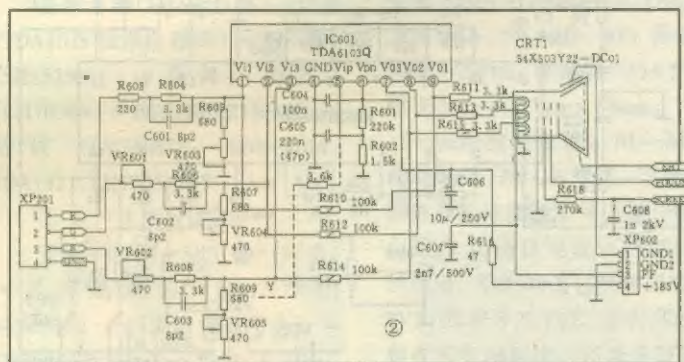 IC601
TDA6103Q
Vi1 Vi2 Vi3 GND Vip VDD V03 V02 V01
① ② ③ ④ ⑤ ⑥ ⑦ ⑧ ⑨
CRT1
54X503Y22-DC01
R603
220
R804
3.3k
C601 8p2
R605
680
VR603
470
C604
100n
C605
220n
(47p)
R601
220k
R602
1.5k
R611 3.3k
R613 3.3k
R615 3.3k
VR601
470
R606
3.3k
C602
8p2
R607
680
VR604
470
3.6k
R610 100k
R612 100k
R614 100k
C606
10μ/250V
C607
2n7/500V
R616
47
R618
270k
C608
1n 2kV
XP201
1
2
3
4
R
G
B
VR602
470
R608
3.3k
C603
8p2
R609
680
VR605
470
Y
②
XP602
1 GND1
2 GND2
3 FF
4 +185V